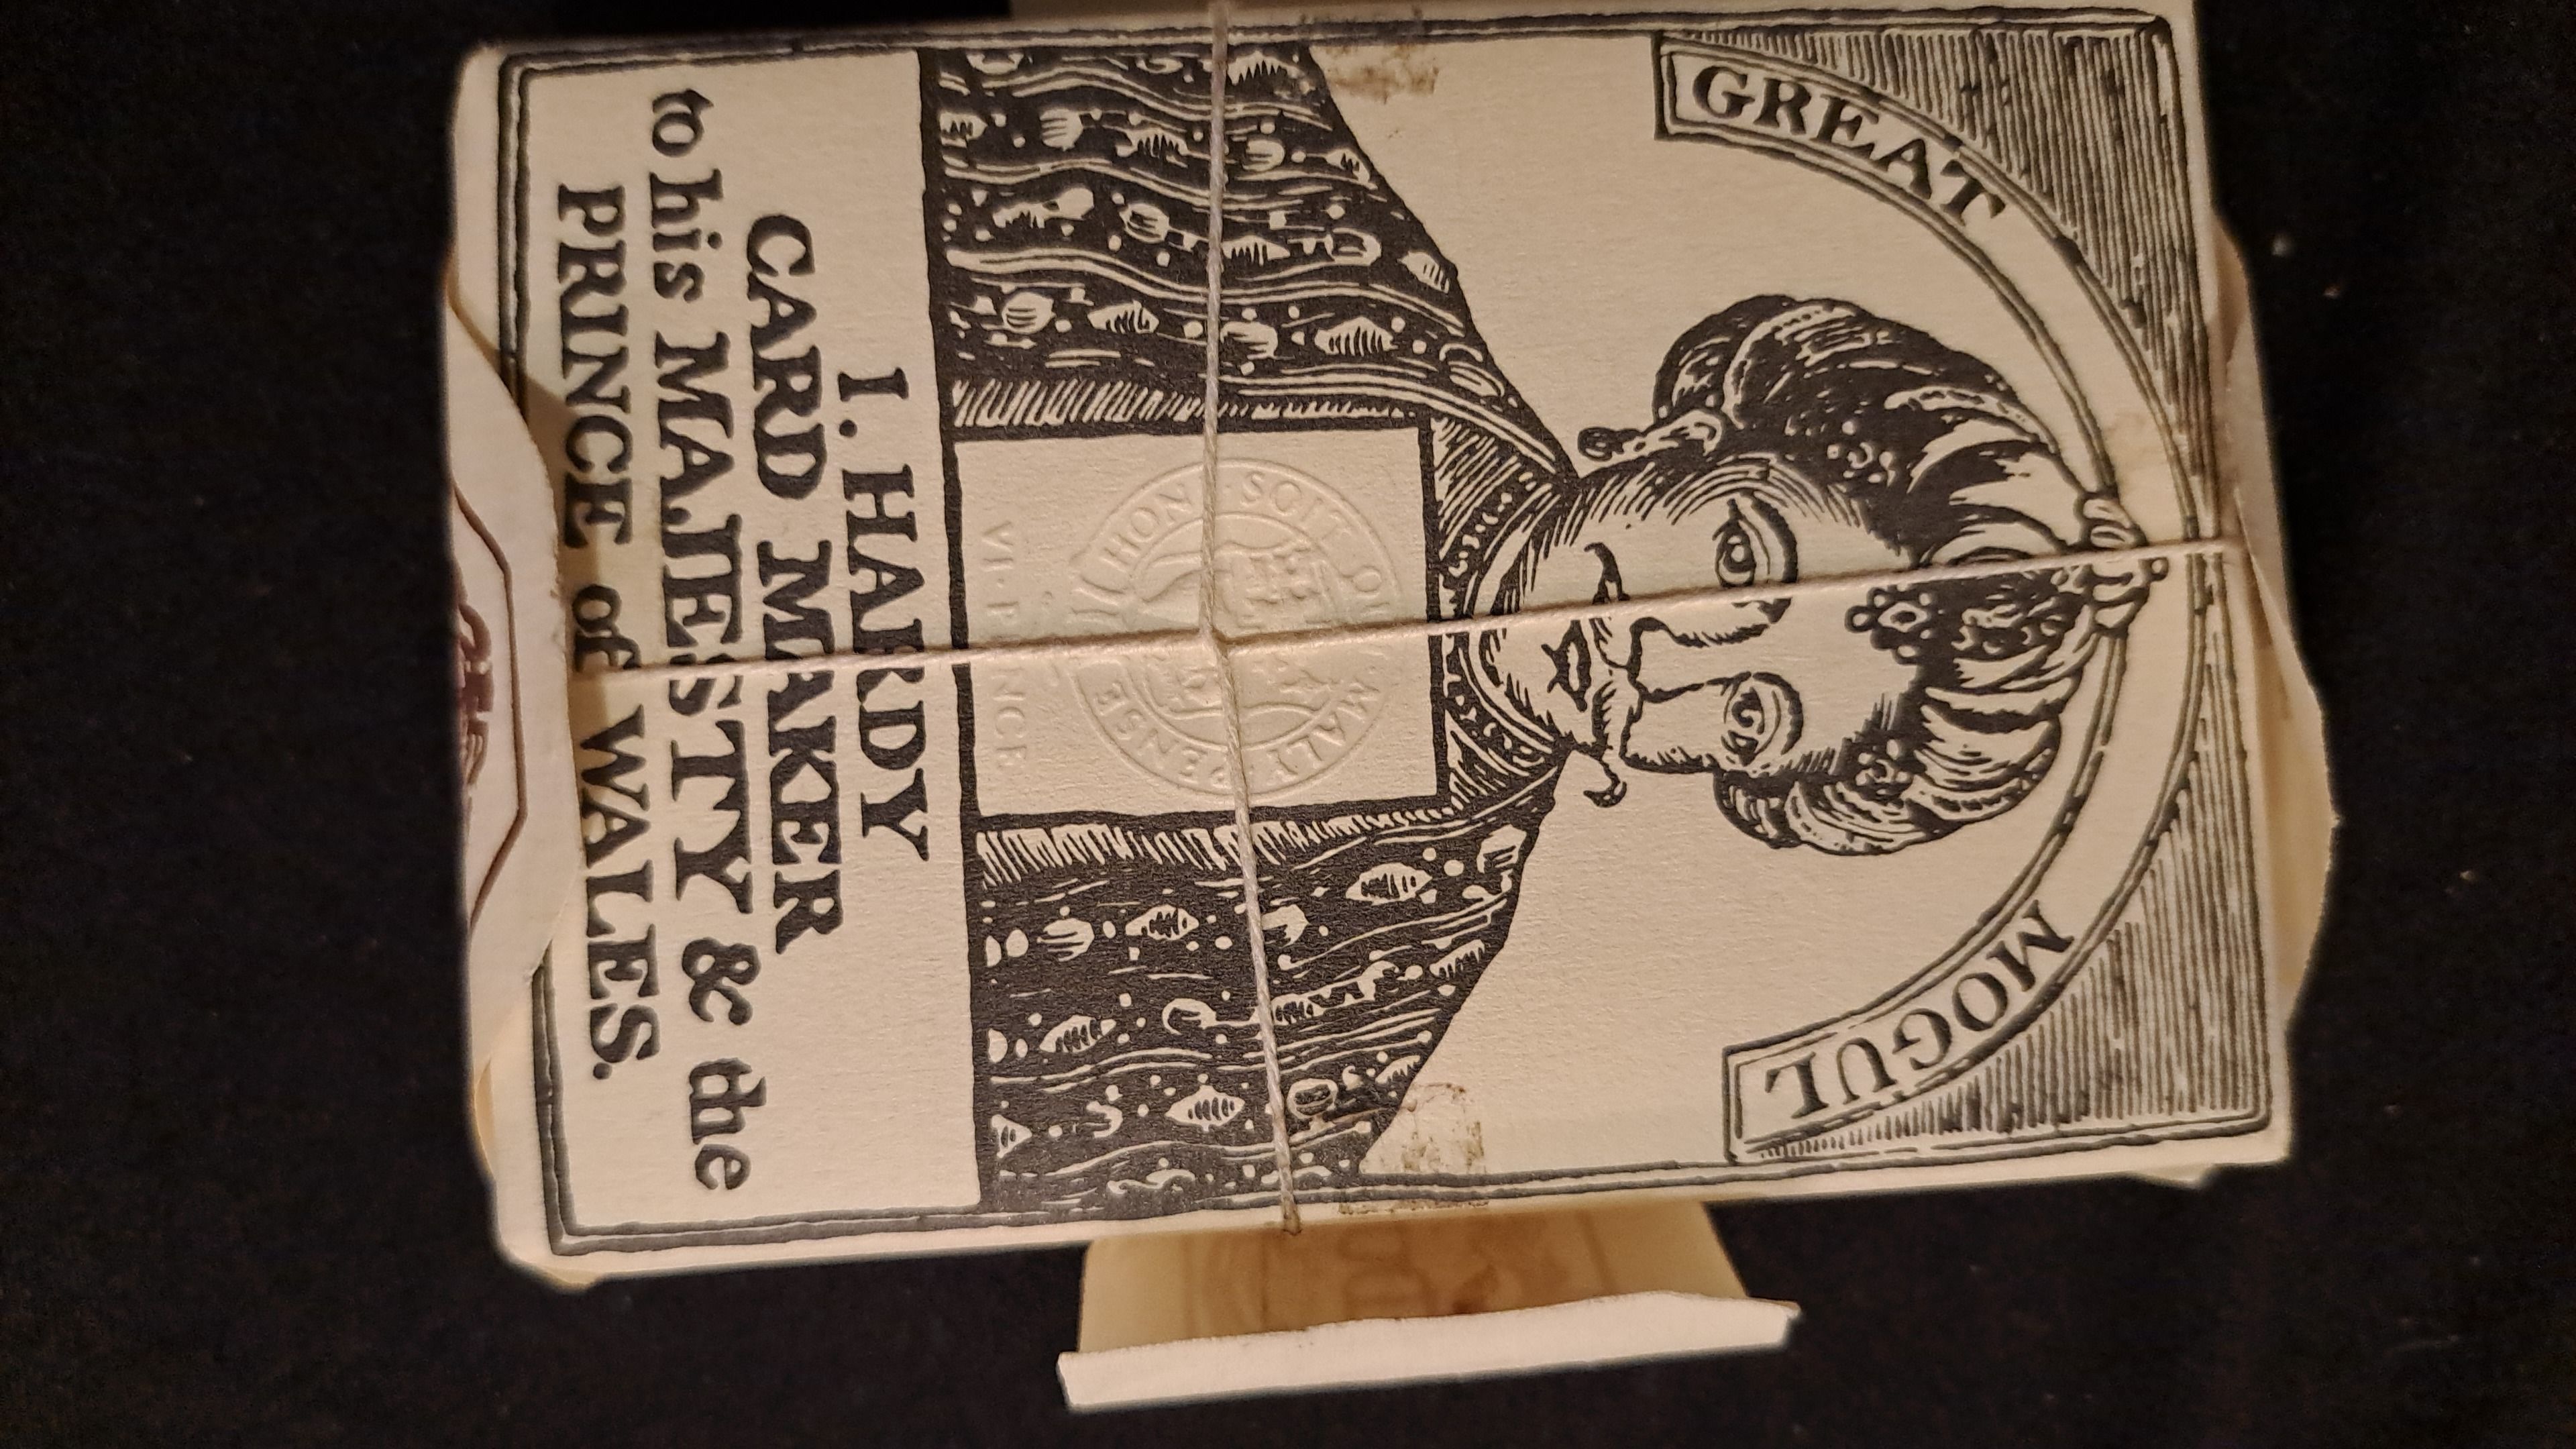 GREAT MOGUL
HONI · SOIT · QUI · MAL · Y · PENSE
VI · PENCE
I. HARDY
CARD MAKER
to his MAJESTY & the
PRINCE of WALES.